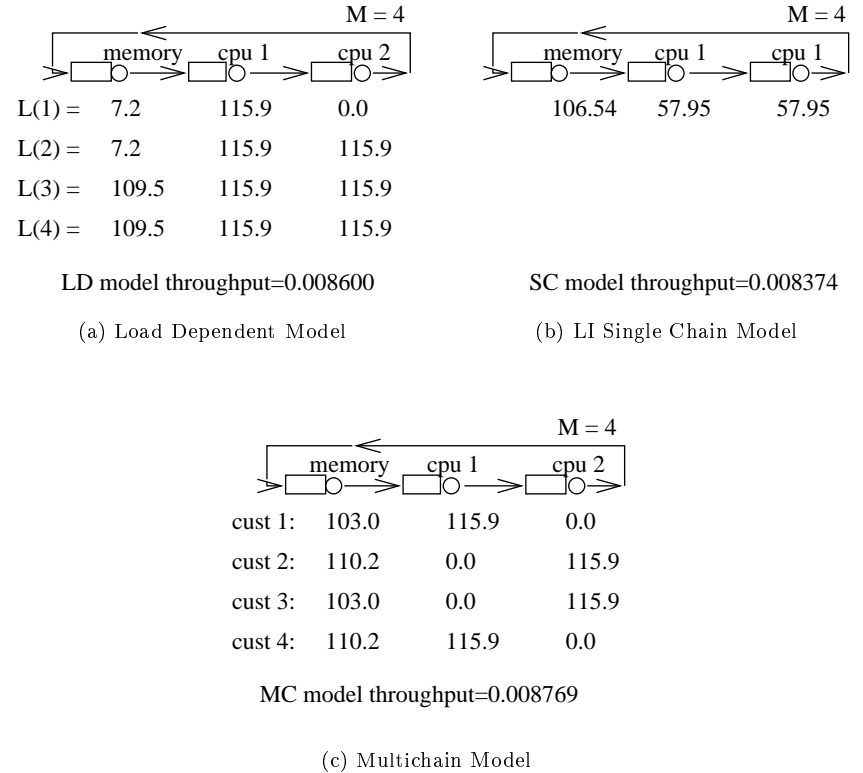 M = 4
memory cpu 1 cpu 2
L(1) = 7.2 115.9 0.0
L(2) = 7.2 115.9 115.9
L(3) = 109.5 115.9 115.9
L(4) = 109.5 115.9 115.9
LD model throughput=0.008600
(a) Load Dependent Model
M = 4
memory cpu 1 cpu 1
106.54 57.95 57.95
SC model throughput=0.008374
(b) LI Single Chain Model
M = 4
memory cpu 1 cpu 2
cust 1: 103.0 115.9 0.0
cust 2: 110.2 0.0 115.9
cust 3: 103.0 0.0 115.9
cust 4: 110.2 115.9 0.0
MC model throughput=0.008769
(c) Multichain Model